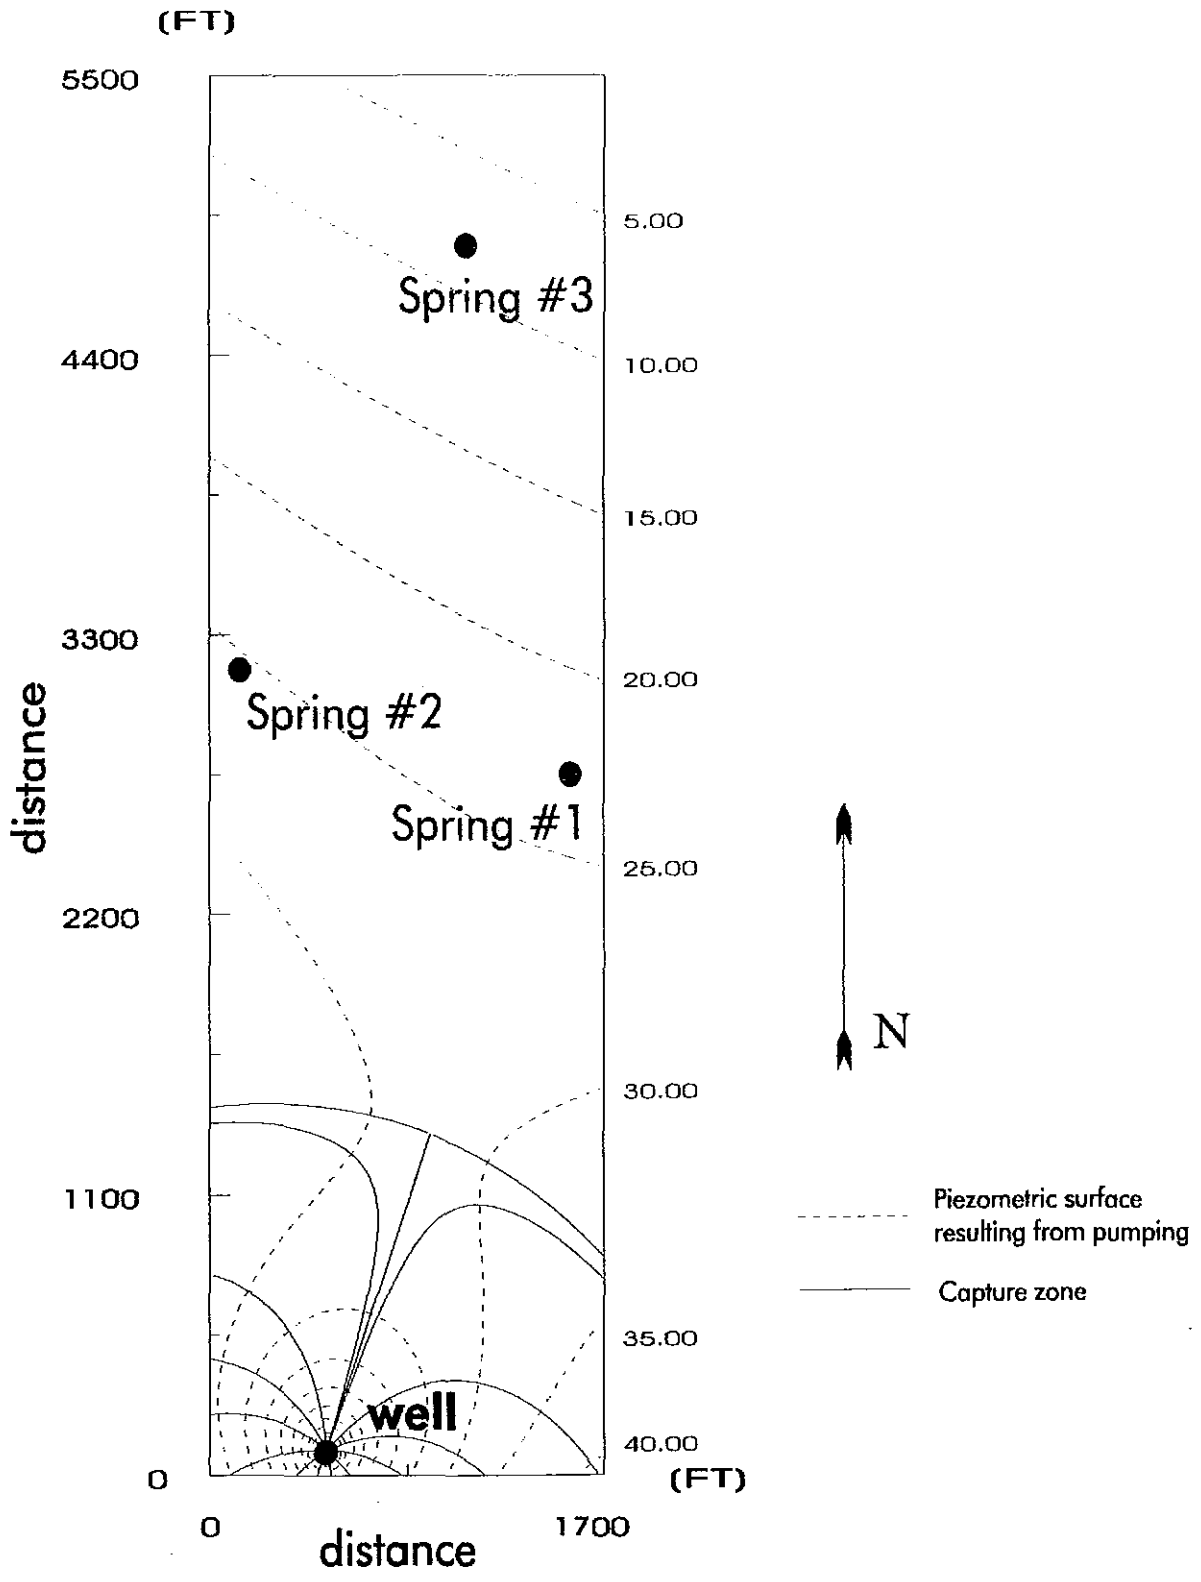 (FT)
5500
5.00
Spring #3
4400
10.00
15.00
3300
20.00
Spring #2
distance
Spring #1
25.00
2200
N
30.00
1100
Piezometric surface
resulting from pumping
Capture zone
35.00
well
40.00
0
(FT)
0
1700
distance